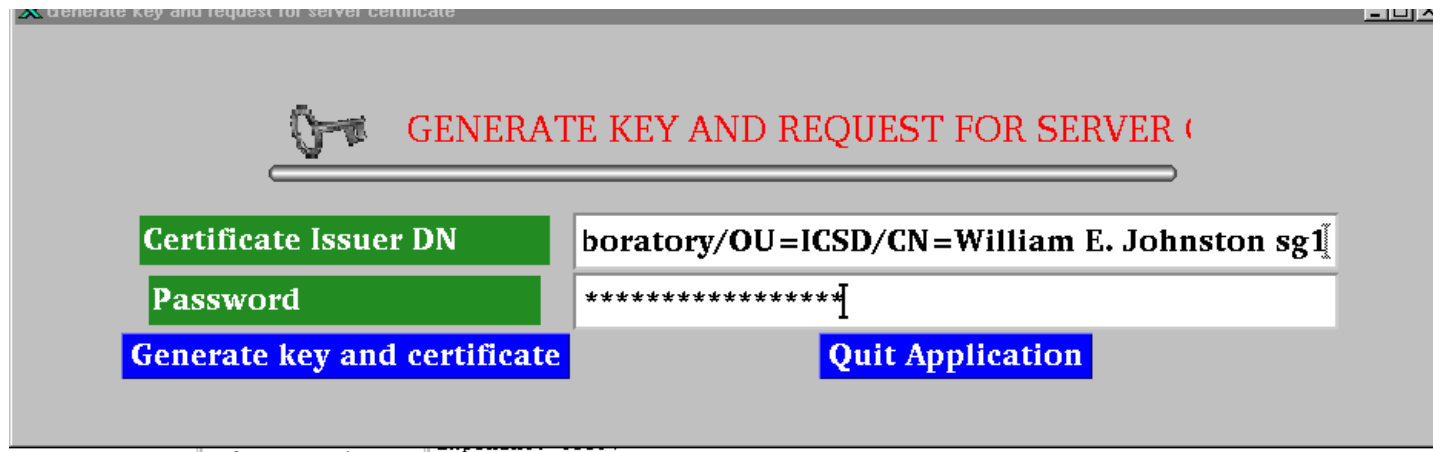 Generate key and request for server certificate
GENERATE KEY AND REQUEST FOR SERVER
Certificate Issuer DN
boratory/OU=ICSD/CN=William E. Johnston sg1
Password
*****************
Generate key and certificate
Quit Application